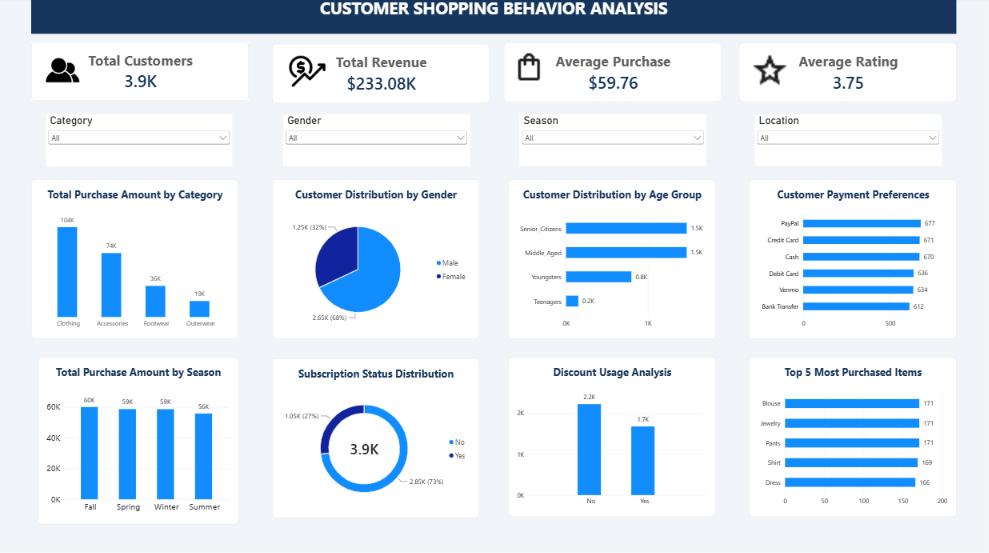 CUSTOMER SHOPPING BEHAVIOR ANALYSIS
Total Customers
3.9K
Total Revenue
$233.08K
Average Purchase
$59.76
Average Rating
3.75
Category
All
Gender
All
Season
All
Location
All
Total Purchase Amount by Category
104K
74K
36K
19K
Clothing Accessories Footwear Outerwear
Customer Distribution by Gender
1.25K (32%)
2.65K (68%)
Male
Female
Customer Distribution by Age Group
Senior_Citizens 1.5K
Middle_Aged 1.5K
Youngsters 0.8K
Teenagers 0.2K
0K 1K
Customer Payment Preferences
PayPal 677
Credit Card 671
Cash 670
Debit Card 636
Venmo 634
Bank Transfer 612
0 500
Total Purchase Amount by Season
60K 59K 59K 56K
60K
40K
20K
0K
Fall Spring Winter Summer
Subscription Status Distribution
1.05K (27%)
3.9K
2.85K (73%)
No
Yes
Discount Usage Analysis
2.2K
1.7K
2K
1K
0K
No Yes
Top 5 Most Purchased Items
Blouse 171
Jewelry 171
Pants 171
Shirt 169
Dress 166
0 50 100 150 200